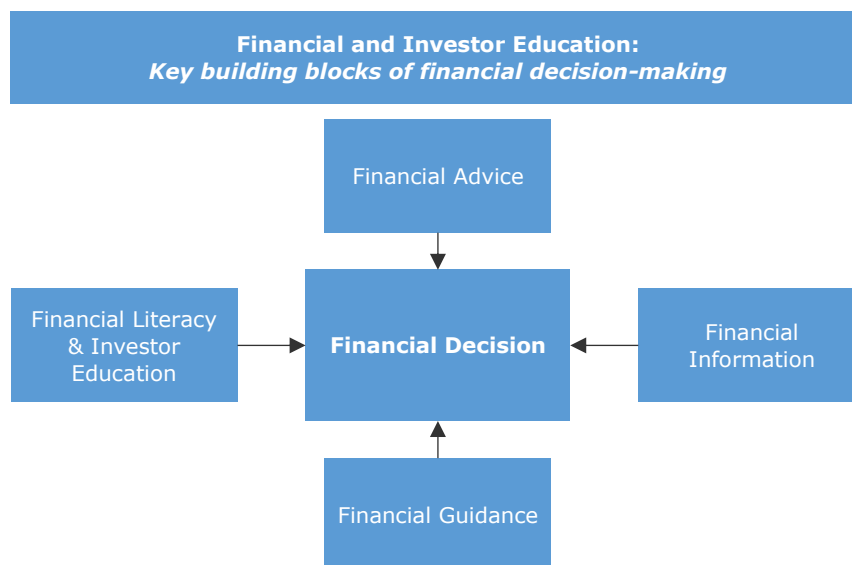 Financial and Investor Education:
Key building blocks of financial decision-making
Financial Advice
Financial Literacy
& Investor
Education
Financial Decision
Financial
Information
Financial Guidance